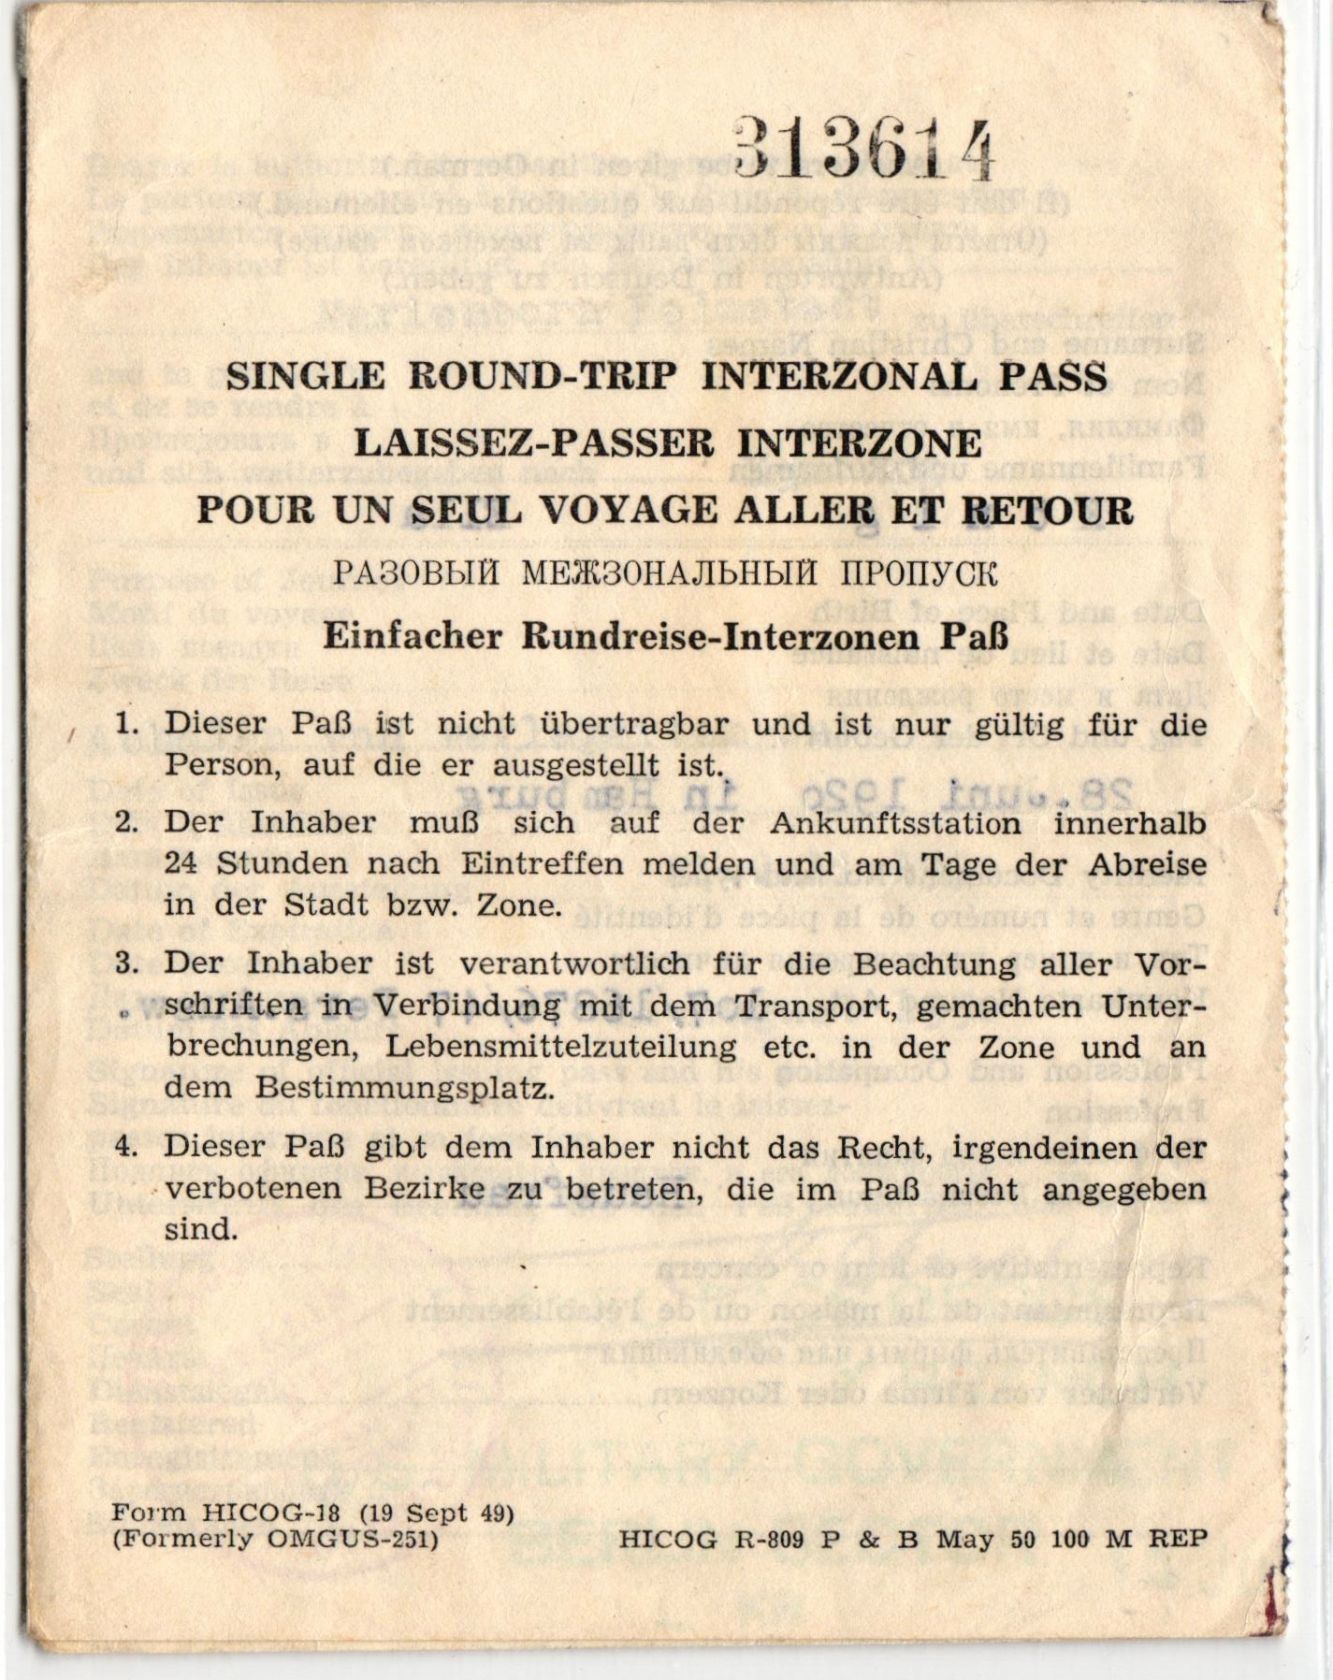 313614
SINGLE ROUND-TRIP INTERZONAL PASS
LAISSEZ-PASSER INTERZONE
POUR UN SEUL VOYAGE ALLER ET RETOUR
РАЗОВЫЙ МЕЖЗОНАЛЬНЫЙ ПРОПУСК
Einfacher Rundreise-Interzonen Paß
1. Dieser Paß ist nicht übertragbar und ist nur gültig für die
Person, auf die er ausgestellt ist.
2. Der Inhaber muß sich auf der Ankunftsstation innerhalb
24 Stunden nach Eintreffen melden und am Tage der Abreise
in der Stadt bzw. Zone.
3. Der Inhaber ist verantwortlich für die Beachtung aller Vor-
schriften in Verbindung mit dem Transport, gemachten Unter-
brechungen, Lebensmittelzuteilung etc. in der Zone und an
dem Bestimmungsplatz.
4. Dieser Paß gibt dem Inhaber nicht das Recht, irgendeinen der
verbotenen Bezirke zu betreten, die im Paß nicht angegeben
sind.
Form HICOG-18 (19 Sept 49)
(Formerly OMGUS-251)
HICOG R-809 P & B May 50 100 M REP